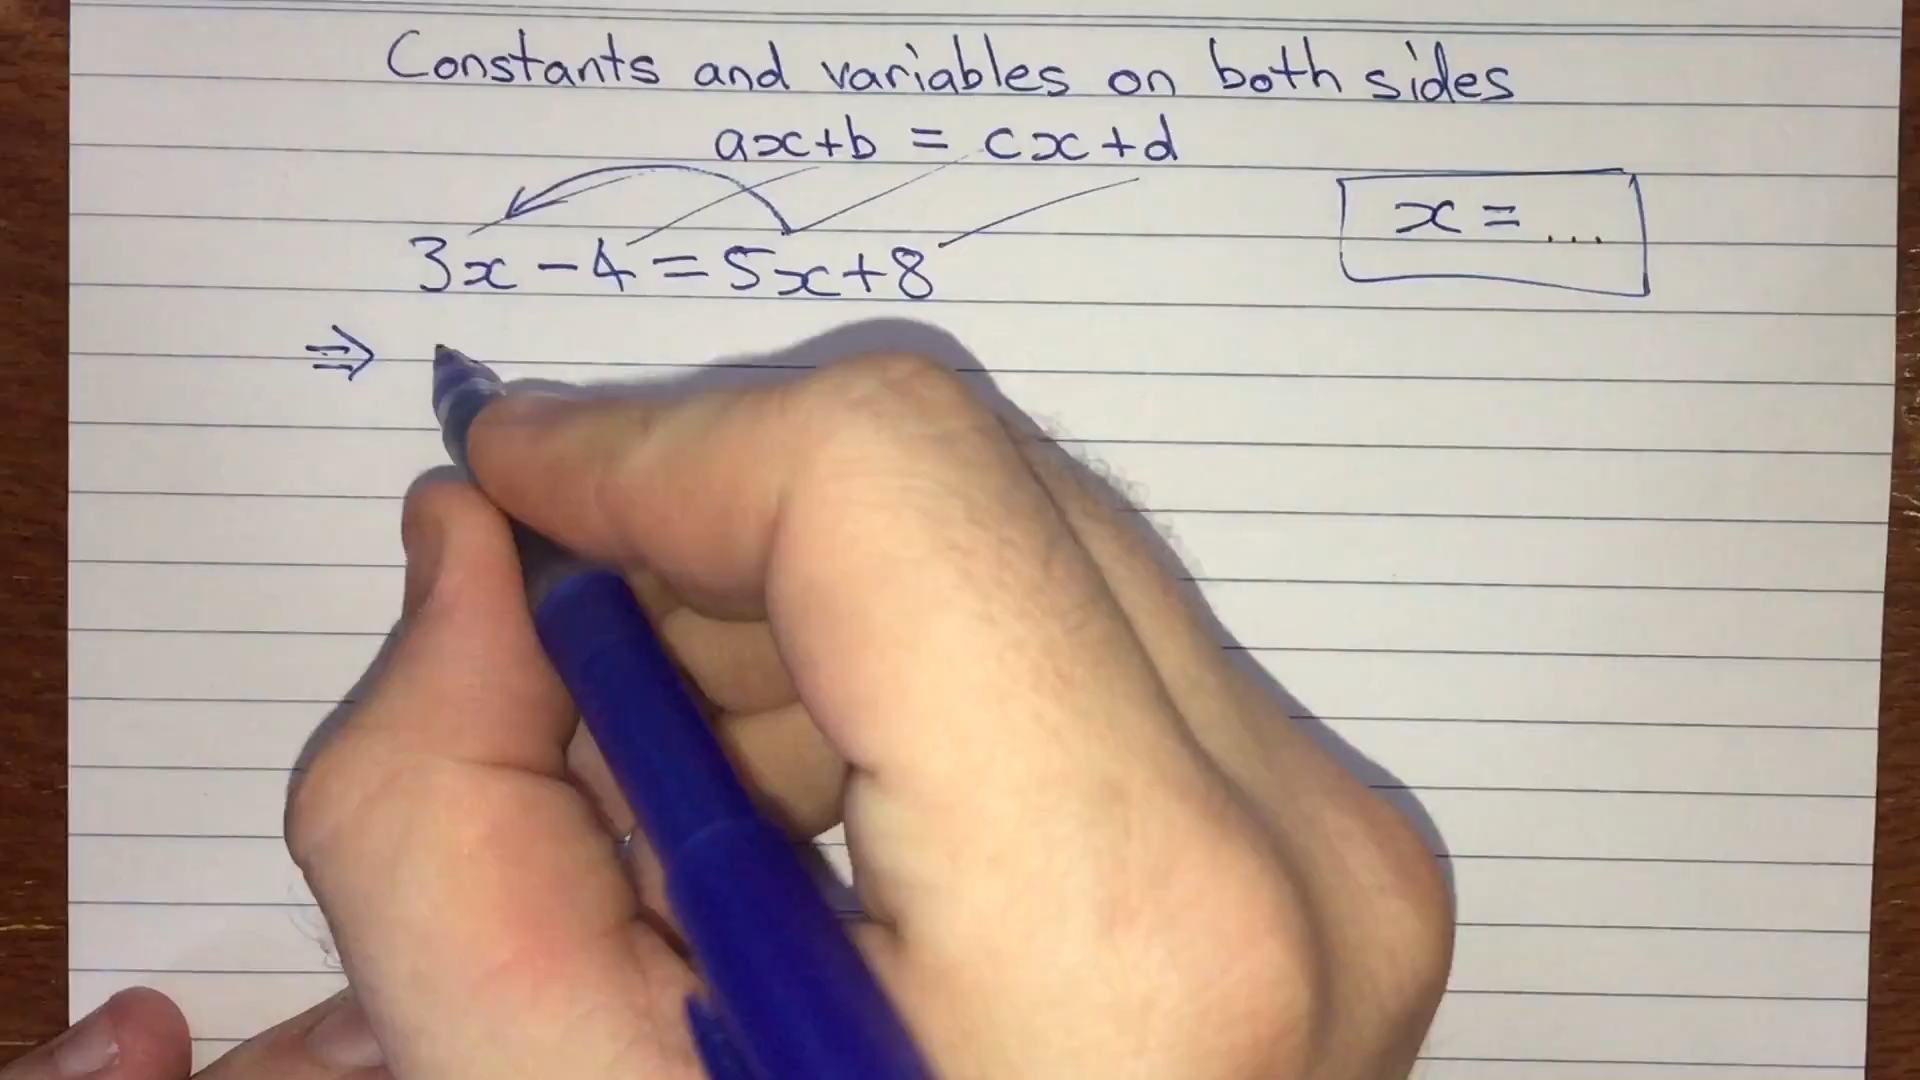 Constants and variables on both sides
ax+b = cx+d
3x-4=5x+8
x = ...
⇒